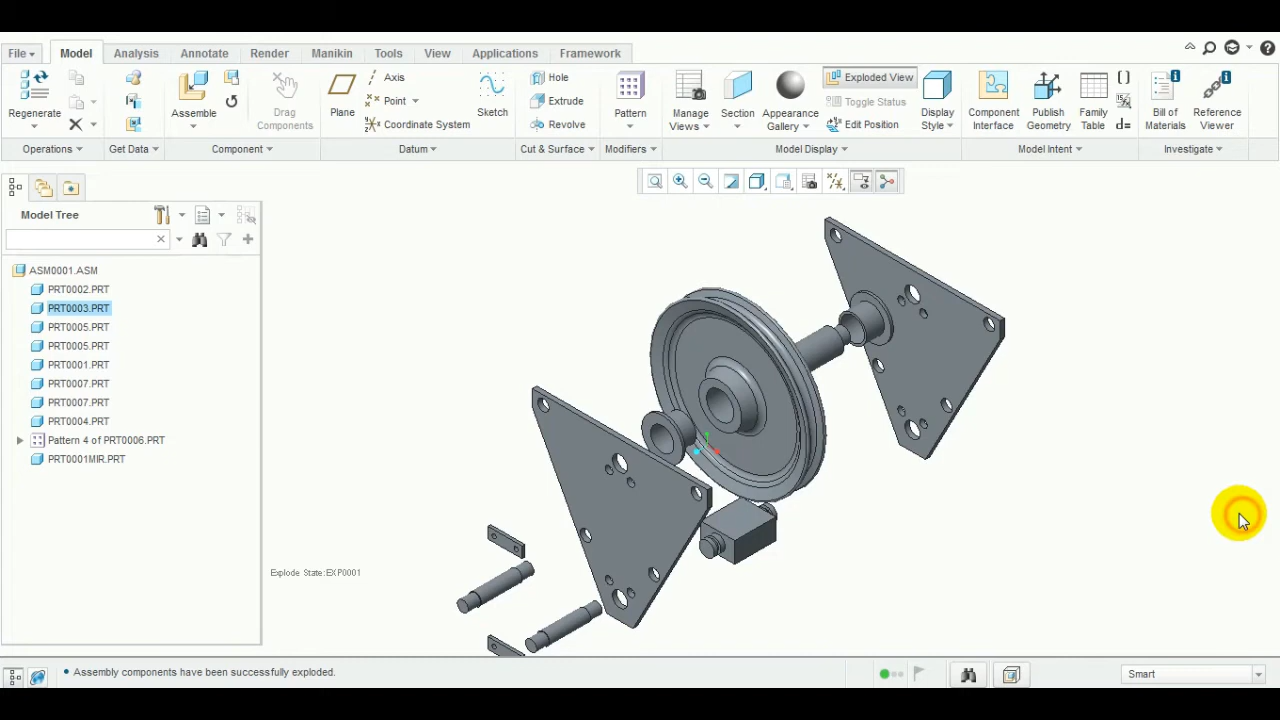 File Model Analysis Annotate Render Manikin Tools View Applications Framework
Regenerate
Assemble
Drag Components
Plane
Axis
Point
Coordinate System
Sketch
Hole
Extrude
Revolve
Pattern
Manage Views
Section
Appearance Gallery
Exploded View
Toggle Status
Edit Position
Display Style
Component Interface
Publish Geometry
Family Table
d=
Bill of Materials
Reference Viewer
Operations Get Data Component Datum Cut & Surface Modifiers Model Display Model Intent Investigate
Model Tree
ASM0001.ASM
PRT0002.PRT
PRT0003.PRT
PRT0005.PRT
PRT0005.PRT
PRT0001.PRT
PRT0007.PRT
PRT0007.PRT
PRT0004.PRT
Pattern 4 of PRT0006.PRT
PRT0001MIR.PRT
Explode State:EXP0001
• Assembly components have been successfully exploded.
Smart